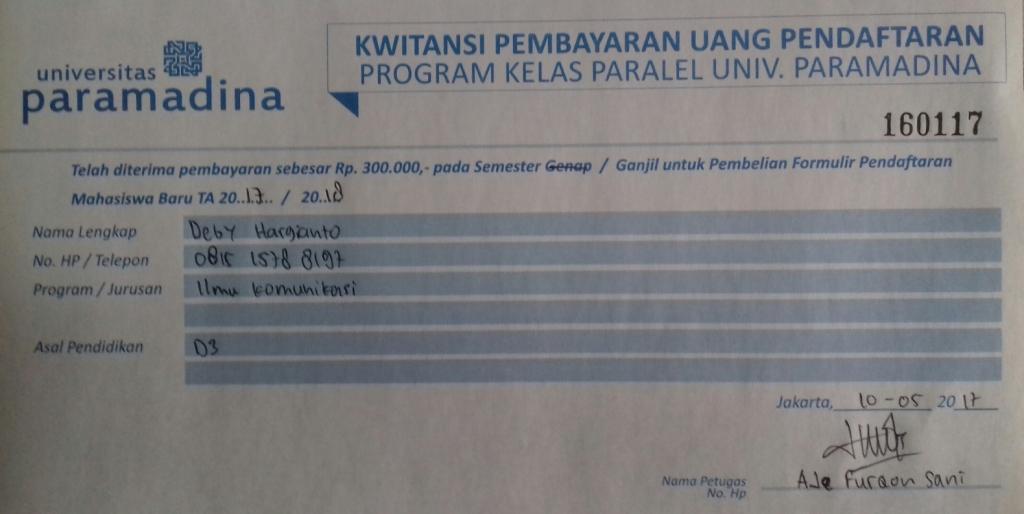 universitas
paramadina
KWITANSI PEMBAYARAN UANG PENDAFTARAN
PROGRAM KELAS PARALEL UNIV. PARAMADINA
160117
Telah diterima pembayaran sebesar Rp. 300.000,- pada Semester Genap / Ganjil untuk Pembelian Formulir Pendaftaran
Mahasiswa Baru TA 20..17.. / 20..18
Nama Lengkap Deby Hargianto
No. HP / Telepon 0815 1578 8197
Program / Jurusan Ilmu komunikasi
Asal Pendidikan D3
Jakarta, 10-05 2017
Nama Petugas Ade Furqon Sani
No. Hp